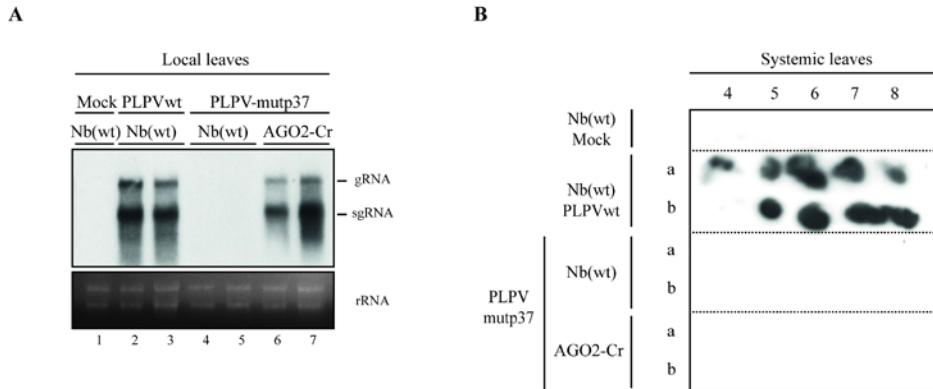 A
Local leaves
Mock PLPVwt PLPV-mutp37
Nb(wt) Nb(wt) Nb(wt) AGO2-Cr
gRNA
sgRNA
rRNA
1 2 3 4 5 6 7
B
Systemic leaves
4 5 6 7 8
Nb(wt)
Mock
Nb(wt)
PLPVwt
a
b
PLPV
mutp37
Nb(wt)
a
b
AGO2-Cr
a
b